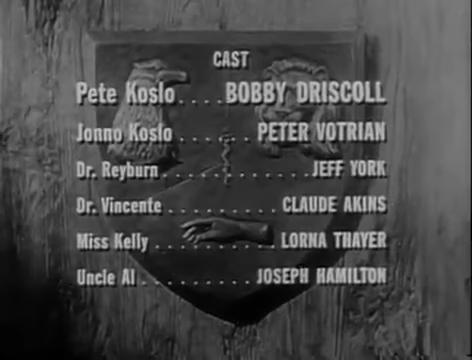 CAST
Pete Koslo....BOBBY DRISCOLL
Jonno Koslo........PETER VOTRIAN
Dr. Reyburn...............JEFF YORK
Dr. Vincente..........CLAUDE AKINS
Miss Kelly............LORNA THAYER
Uncle Al...........JOSEPH HAMILTON